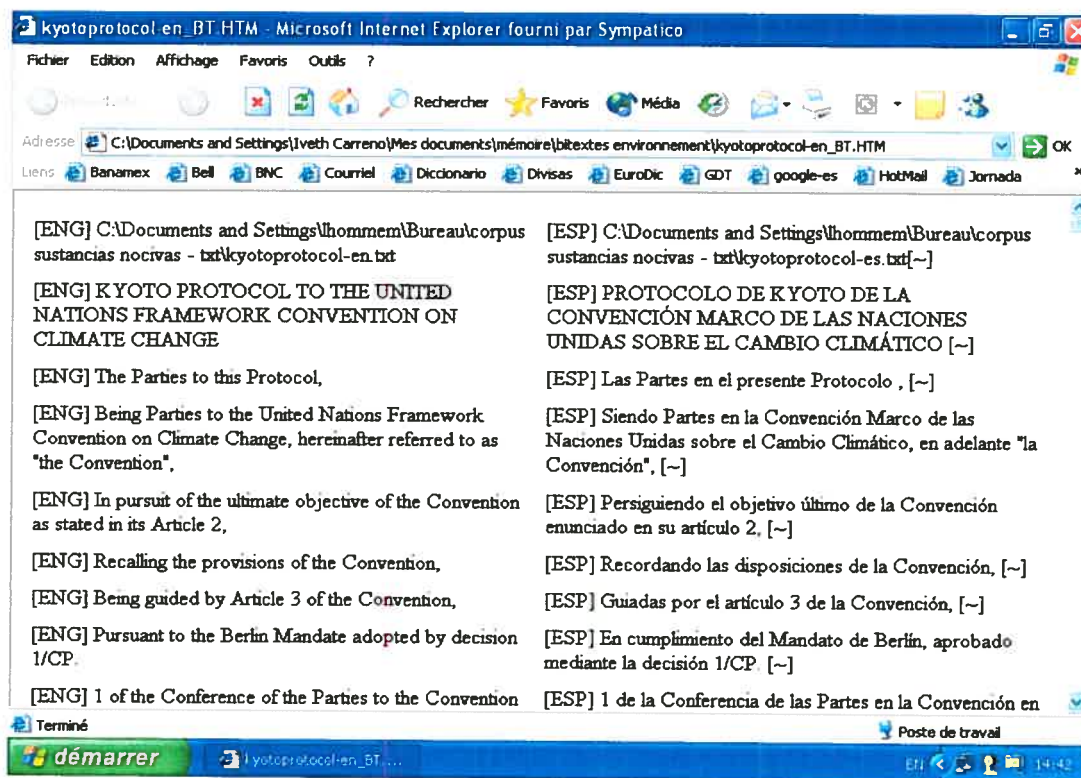 kyotoprotocol-en_BT.HTM - Microsoft Internet Explorer fourni par Sympatico
Fichier Edition Affichage Favoris Outils ?
Rechercher Favoris Média
Adresse C:\Documents and Settings\Iveth Carreno\Mes documents\mémoire\bitextes environnement\kyotoprotocol-en_BT.HTM OK
Liens Banamex Bell BNC Courriel Diccionario Divisas EuroDic GDT google-es HotMail Jornada »
[ENG] C:\Documents and Settings\lhommem\Bureau\corpus
sustancias nocivas - txt\kyotoprotocol-en.txt
[ESP] C:\Documents and Settings\lhommem\Bureau\corpus
sustancias nocivas - txt\kyotoprotocol-es.txt[~]
[ENG] KYOTO PROTOCOL TO THE UNITED
NATIONS FRAMEWORK CONVENTION ON
CLIMATE CHANGE
[ESP] PROTOCOLO DE KYOTO DE LA
CONVENCIÓN MARCO DE LAS NACIONES
UNIDAS SOBRE EL CAMBIO CLIMÁTICO [~]
[ENG] The Parties to this Protocol,
[ESP] Las Partes en el presente Protocolo , [~]
[ENG] Being Parties to the United Nations Framework
Convention on Climate Change, hereinafter referred to as
"the Convention",
[ESP] Siendo Partes en la Convención Marco de las
Naciones Unidas sobre el Cambio Climático, en adelante "la
Convención", [~]
[ENG] In pursuit of the ultimate objective of the Convention
as stated in its Article 2,
[ESP] Persiguiendo el objetivo último de la Convención
enunciado en su artículo 2, [~]
[ENG] Recalling the provisions of the Convention,
[ESP] Recordando las disposiciones de la Convención, [~]
[ENG] Being guided by Article 3 of the Convention,
[ESP] Guiadas por el artículo 3 de la Convención, [~]
[ENG] Pursuant to the Berlin Mandate adopted by decision
1/CP.
[ESP] En cumplimiento del Mandato de Berlín, aprobado
mediante la decisión 1/CP. [~]
[ENG] 1 of the Conference of the Parties to the Convention
[ESP] 1 de la Conferencia de las Partes en la Convención en
Terminé
Poste de travail
démarrer
kyotoprotocol-en_BT....
EN
14:42